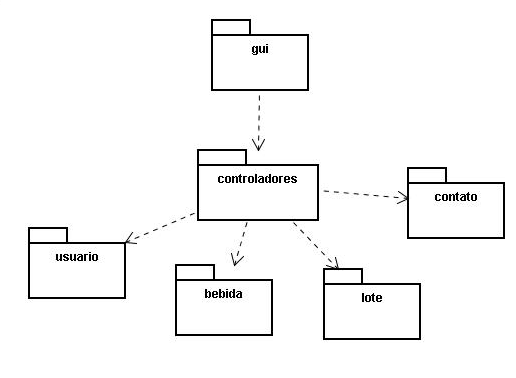 gui
controladores
contato
usuario
bebida
lote